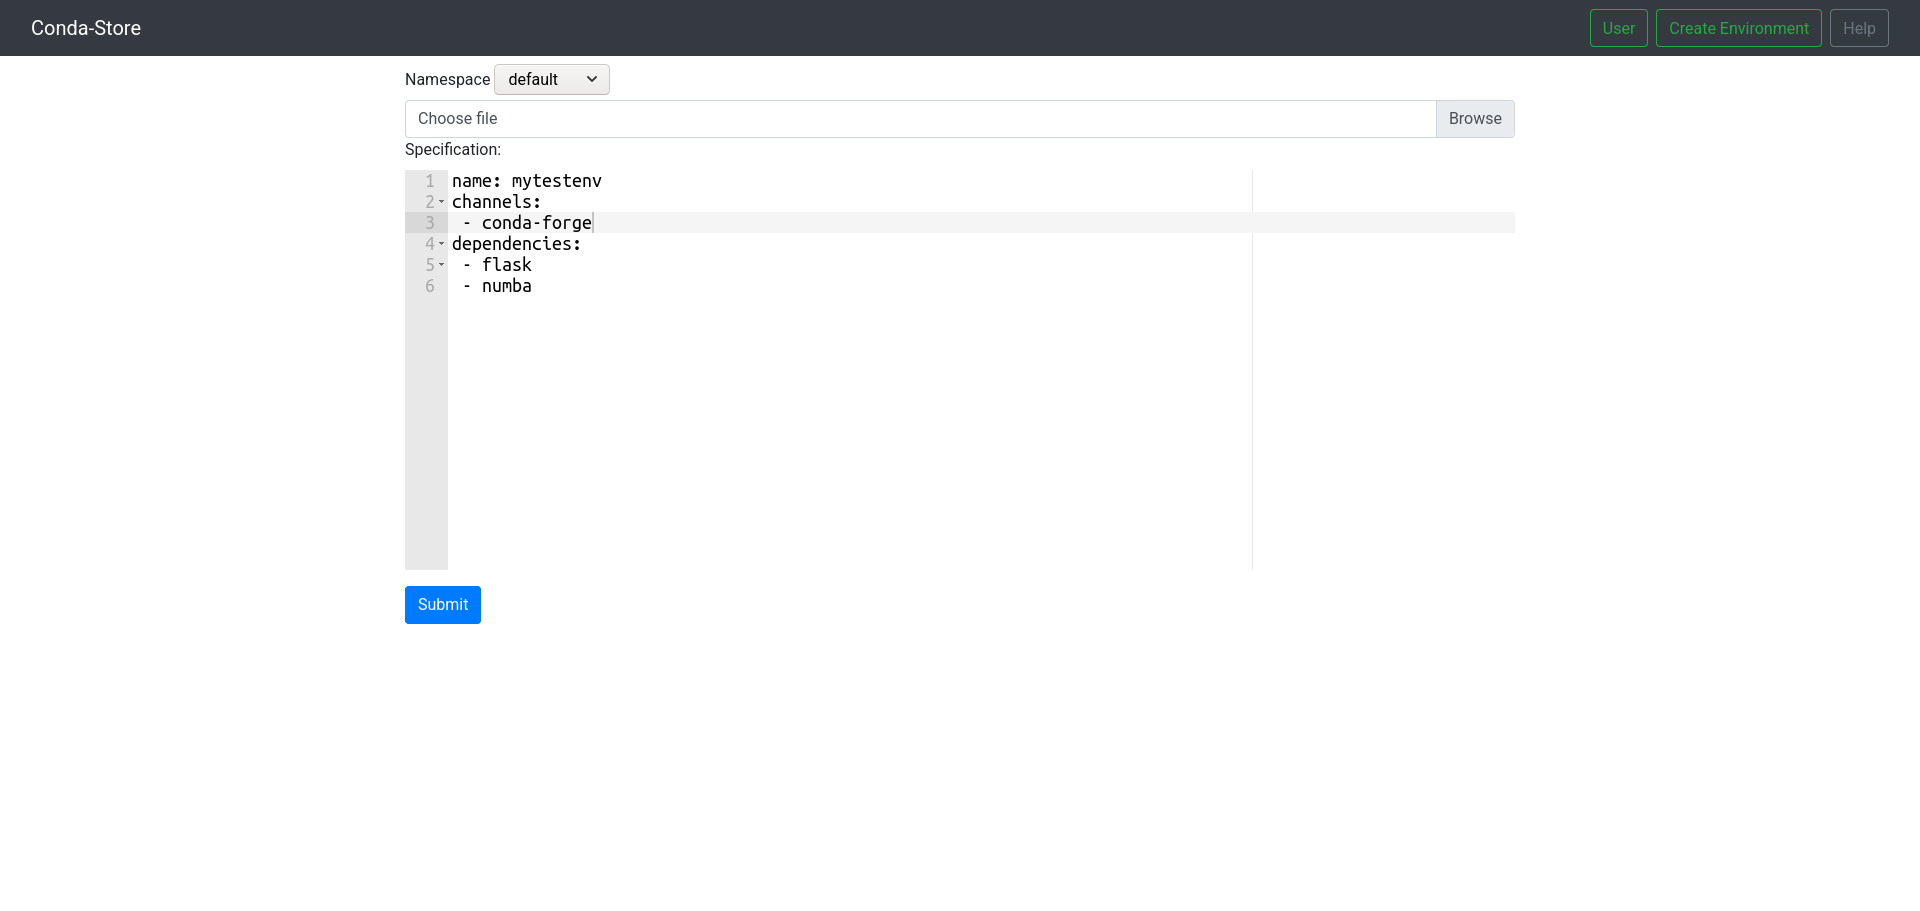 Conda-Store
User
Create Environment
Help
Namespace default
Choose file
Browse
Specification:
1 name: mytestenv
2 channels:
3  - conda-forge
4 dependencies:
5  - flask
6  - numba
Submit